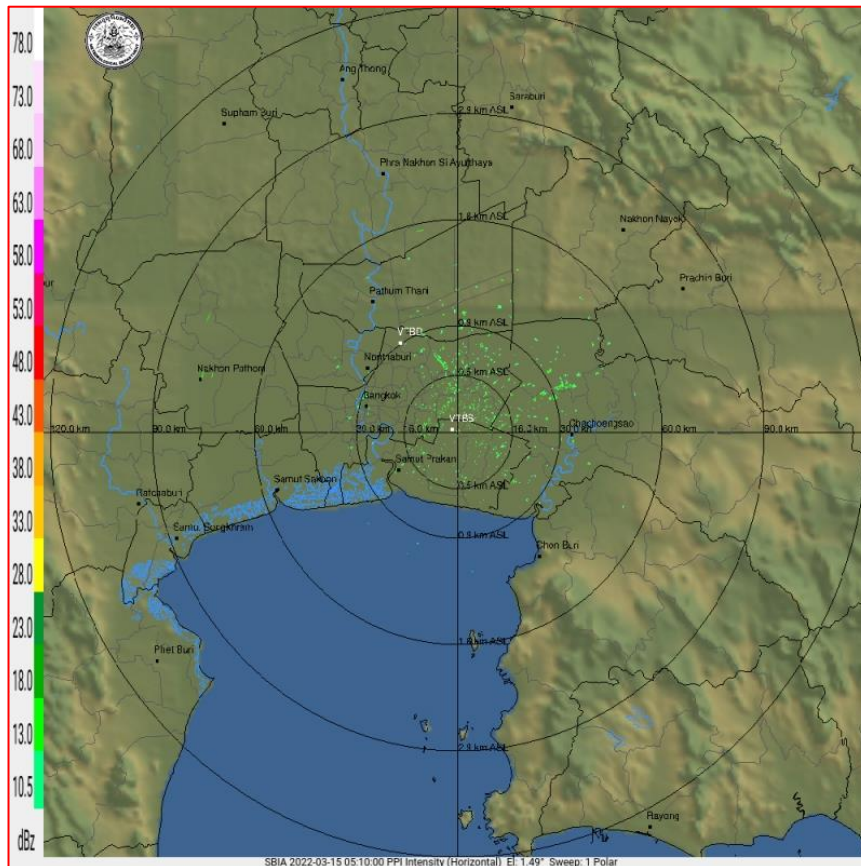 78.0
73.0
68.0
63.0
58.0
53.0
48.0
43.0
38.0
33.0
28.0
23.0
18.0
13.0
10.5
dBz
Ang Thong
Saraburi
Supham Buri
2.9 km ASL
Phra Nakhon Si Ayutthaya
1.8 km ASL
Nakhon Nayok
Prachin Buri
Pathum Thani
0.9 km ASL
VTBD
Nonthaburi
Nakhon Pathom
0.5 km ASL
Bangkok
VTBS
Chachoengsao
120.0 km
90.0 km
60.0 km
30.0 km
16.2 km
30.0 km
60.0 km
90.0 km
Samut Prakan
Samut Sakhon
0.5 km ASL
Ratchaburi
0.9 km ASL
Samut Songkhram
Chon Buri
1.8 km ASL
Phet Buri
2.9 km ASL
Rayong
SBIA 2022-03-15 05:10:00 PPI Intensity (Horizontal) El: 1.49° Sweep: 1 Polar